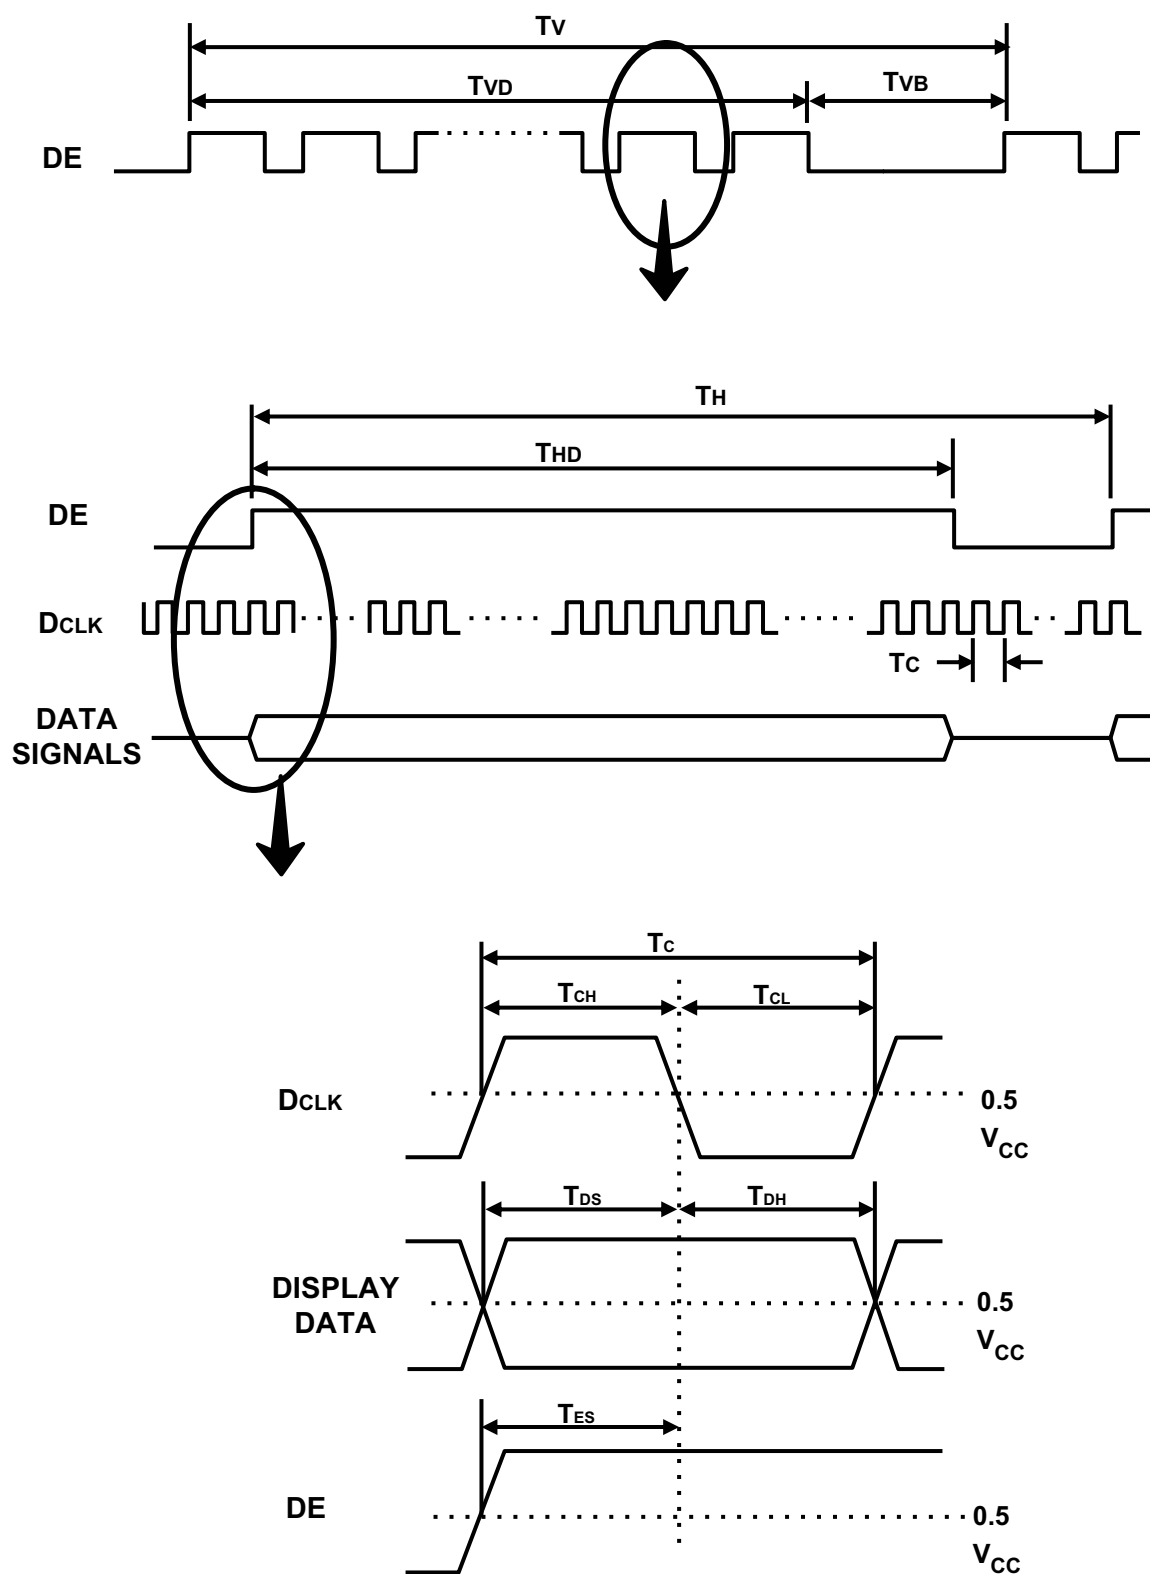 TV
TVD
TVB
DE
TH
THD
DE
DCLK
TC
DATA
SIGNALS
TC
TCH
TCL
DCLK
0.5
VCC
TDS
TDH
DISPLAY
DATA
0.5
VCC
TES
DE
0.5
VCC